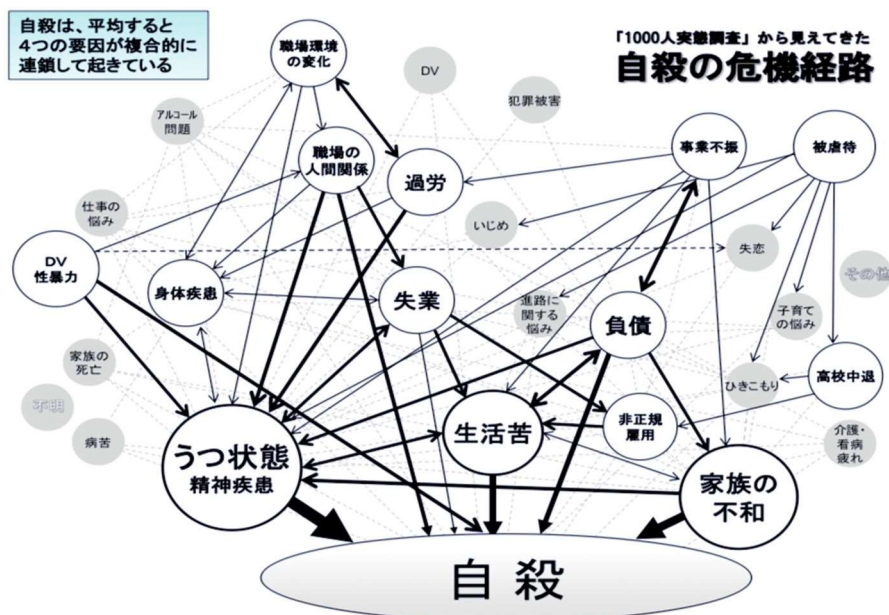 自殺は、平均すると
4つの要因が複合的に
連鎖して起きている
「1000人実態調査」から見えてきた
自殺の危機経路
職場環境
の変化
DV
犯罪被害
アルコール
問題
職場の
人間関係
過労
事業不振
被虐待
仕事の
悩み
いじめ
失恋
その他
DV
性暴力
身体疾患
失業
進路に
関する
悩み
負債
子育て
の悩み
家族の
死亡
ひきこもり
高校中退
不明
病苦
うつ状態
精神疾患
生活苦
非正規
雇用
介護・
看病
疲れ
家族の
不和
自殺